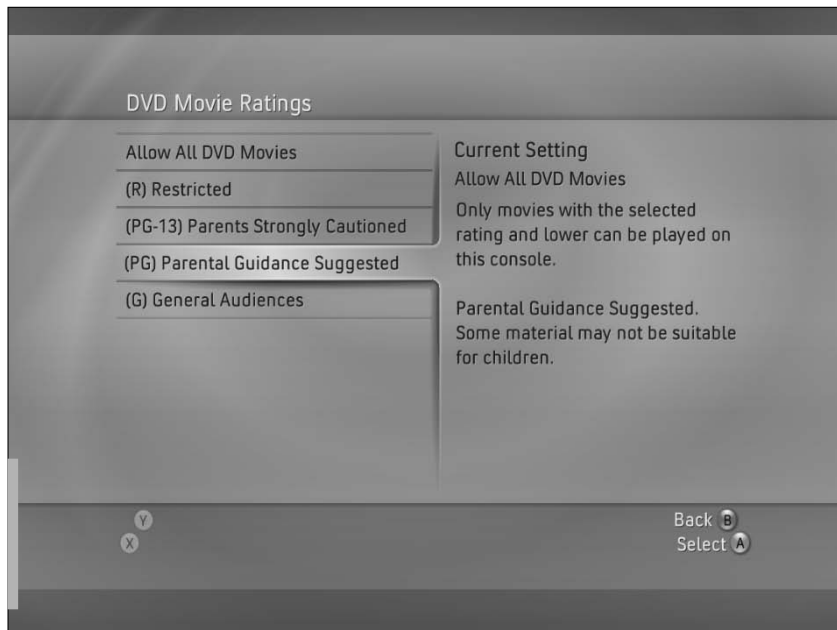 DVD Movie Ratings
Allow All DVD Movies
(R) Restricted
(PG-13) Parents Strongly Cautioned
(PG) Parental Guidance Suggested
(G) General Audiences
Current Setting
Allow All DVD Movies
Only movies with the selected
rating and lower can be played on
this console.
Parental Guidance Suggested.
Some material may not be suitable
for children.
Y
X
Back B
Select A